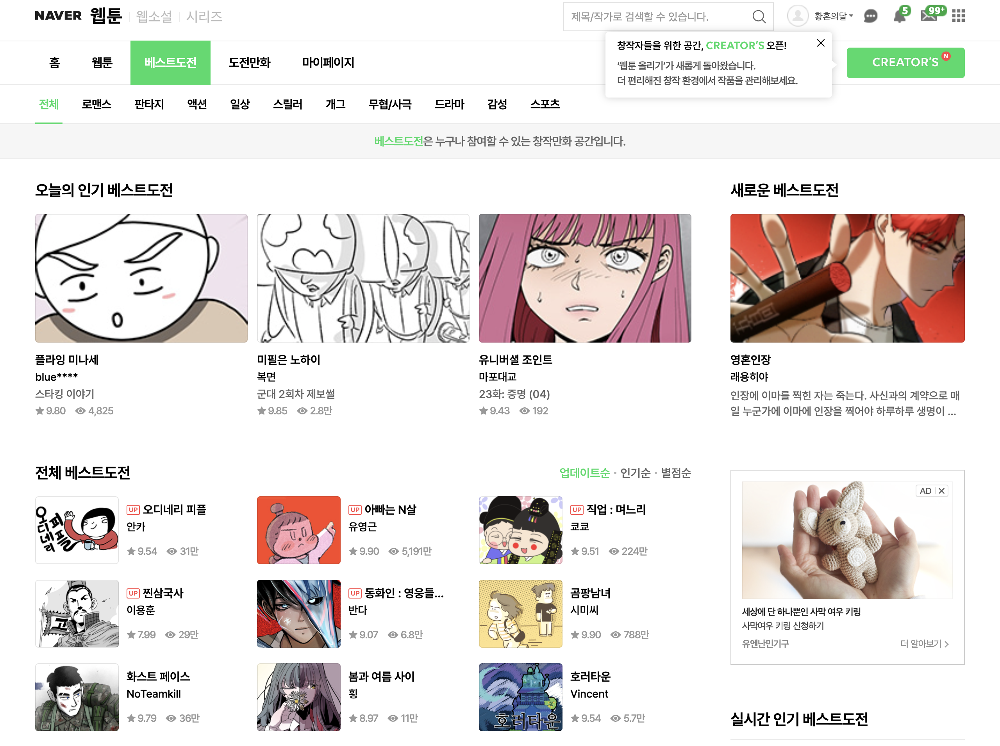 NAVER 웹툰 웹소설 시리즈
제목/작가로 검색할 수 있습니다.
황혼의달
5
99+
홈 웹툰 베스트도전 도전만화 마이페이지
창작자들을 위한 공간, CREATOR'S 오픈!
'웹툰 올리기'가 새롭게 돌아왔습니다.
더 편리해진 창작 환경에서 작품을 관리해보세요.
CREATOR'S N
전체 로맨스 판타지 액션 일상 스릴러 개그 무협/사극 드라마 감성 스포츠
베스트도전은 누구나 참여할 수 있는 창작만화 공간입니다.
오늘의 인기 베스트도전
플라잉 미나세
blue****
스타킹 이야기
9.80 4,825
미필은 노하이
복면
군대 2회차 제보썰
9.85 2.8만
유니버셜 조인트
마포대교
23화: 증명 (04)
9.43 192
새로운 베스트도전
영혼인장
래용히야
인장에 이마를 찍힌 자는 죽는다. 사신과의 계약으로 매
일 누군가에 이마에 인장을 찍어야 하루하루 생명이 ...
전체 베스트도전
업데이트순 인기순 별점순
오디네리 피플
UP 오디네리 피플
안카
9.54 31만
UP 아빠는 N살
유영근
9.90 5,191만
UP 직업 : 며느리
쿄쿄
9.51 224만
고
UP 찐삼국사
이용훈
7.99 29만
UP 동화인 : 영웅들...
반다
9.07 6.8만
곰팡남녀
시미씨
9.90 788만
화스트 페이스
NoTeamkill
9.79 36만
봄과 여름 사이
힁
8.97 11만
호러타운
호러타운
Vincent
9.54 5.7만
AD
세상에 단 하나뿐인 사막 여우 키링
사막여우 키링 신청하기
유엔난민기구
더 알아보기
실시간 인기 베스트도전